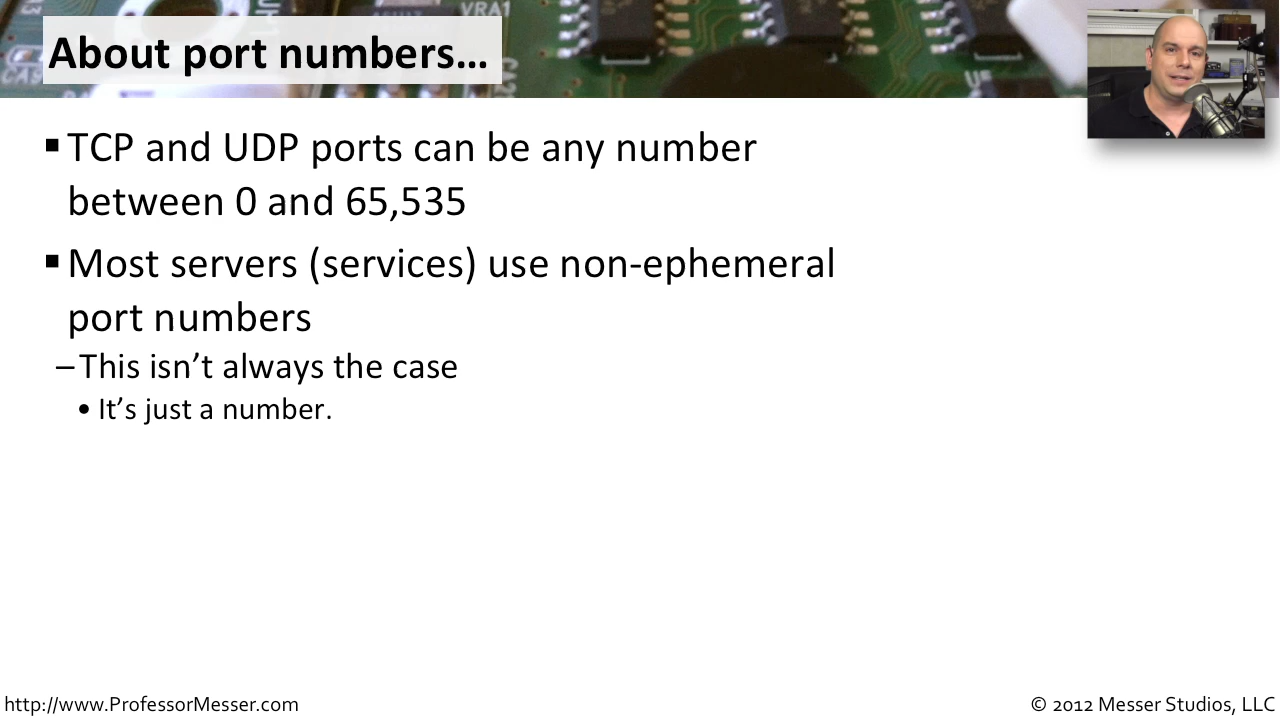 VRA1
About port numbers…
▪ TCP and UDP ports can be any number
between 0 and 65,535
▪ Most servers (services) use non-ephemeral
port numbers
– This isn’t always the case
• It’s just a number.
http://www.ProfessorMesser.com
© 2012 Messer Studios, LLC